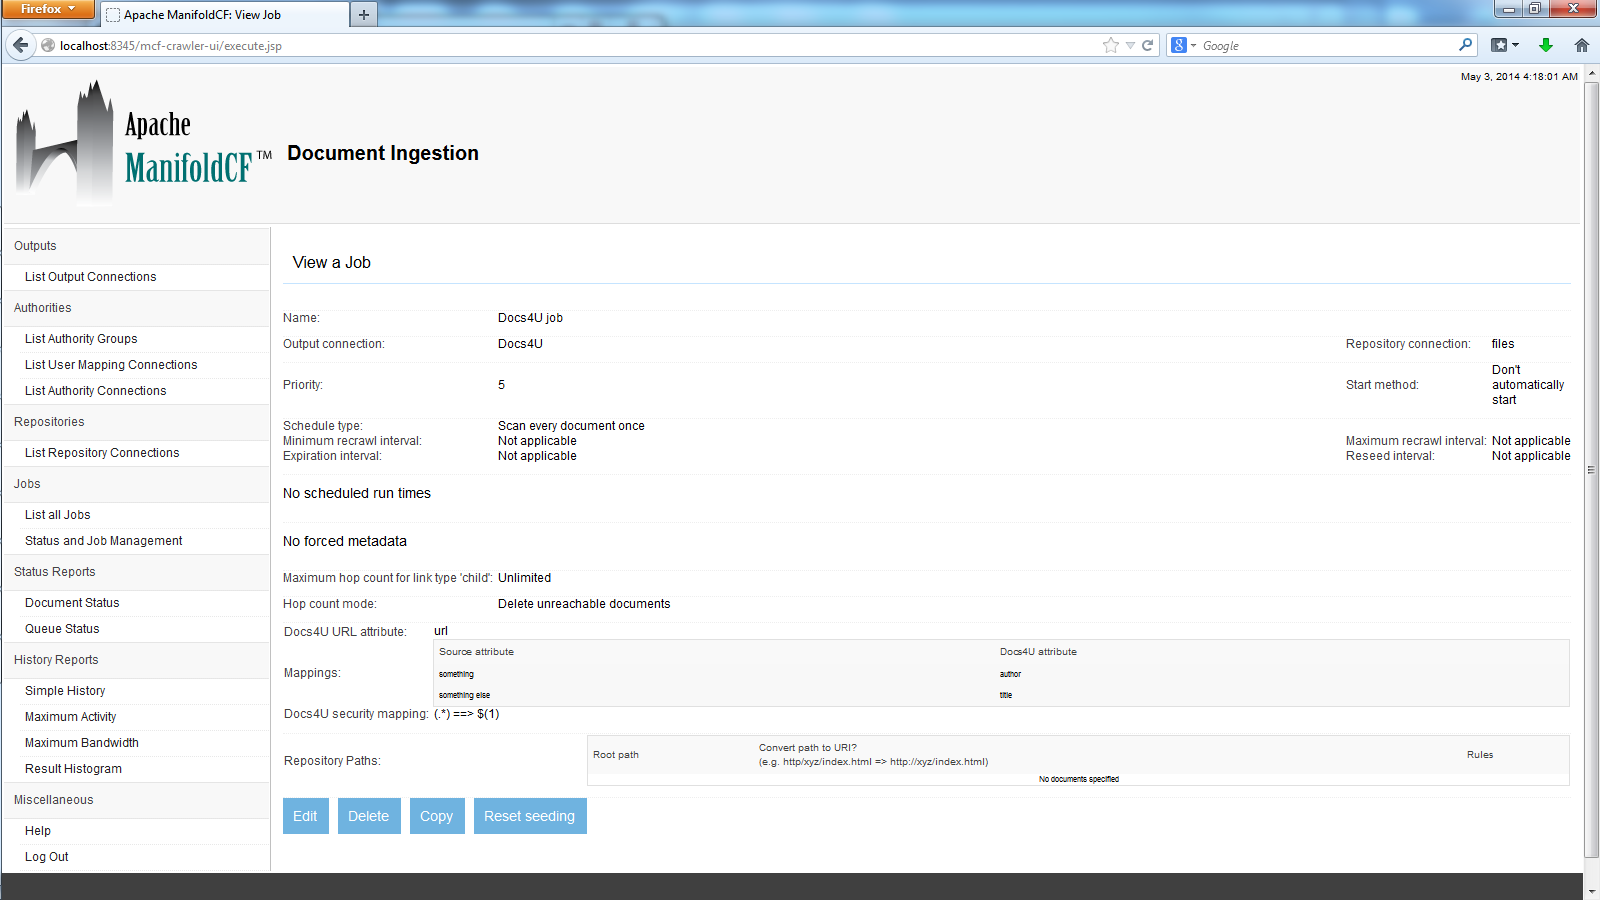 Firefox
Apache ManifoldCF: View Job
localhost:8345/mcf-crawler-ui/execute.jsp
Google
May 3, 2014 4:18:01 AM
Apache
ManifoldCF™
Document Ingestion
Outputs
List Output Connections
Authorities
List Authority Groups
List User Mapping Connections
List Authority Connections
Repositories
List Repository Connections
Jobs
List all Jobs
Status and Job Management
Status Reports
Document Status
Queue Status
History Reports
Simple History
Maximum Activity
Maximum Bandwidth
Result Histogram
Miscellaneous
Help
Log Out
View a Job
Name: Docs4U job
Output connection: Docs4U Repository connection: files
Priority: 5 Start method: Don't automatically start
Schedule type: Scan every document once
Minimum recrawl interval: Not applicable Maximum recrawl interval: Not applicable
Expiration interval: Not applicable Reseed interval: Not applicable
No scheduled run times
No forced metadata
Maximum hop count for link type 'child': Unlimited
Hop count mode: Delete unreachable documents
Docs4U URL attribute: url
Mappings:
Source attribute Docs4U attribute
something author
something else title
Docs4U security mapping: (.*) ==> $(1)
Repository Paths:
Root path Convert path to URI? Rules
(e.g. http/xyz/index.html => http://xyz/index.html)
No documents specified
Edit Delete Copy Reset seeding